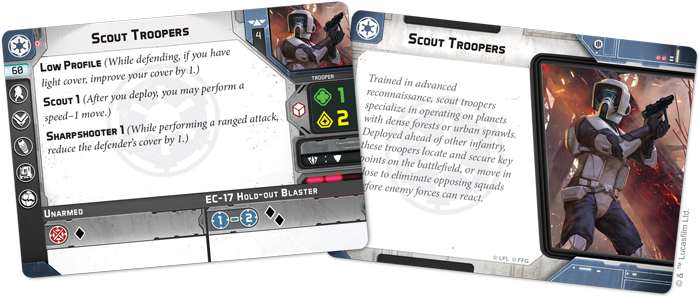 Scout Troopers
4
60
Low Profile (While defending, if you have
light cover, improve your cover by 1.)
Scout 1 (After you deploy, you may perform a
speed–1 move.)
Sharpshooter 1 (While performing a ranged attack,
reduce the defender's cover by 1.)
Trooper
1
2
Unarmed
EC-17 Hold-out Blaster
1 – 2
Scout Troopers
Trained in advanced
reconnaissance, scout troopers
specialize in operating on planets
with dense forests or urban sprawls.
Deployed ahead of other infantry,
these troopers locate and secure key
points on the battlefield, or move in
close to eliminate opposing squads
before enemy forces can react.
© LFL © FFG
© & ™ Lucasfilm Ltd.